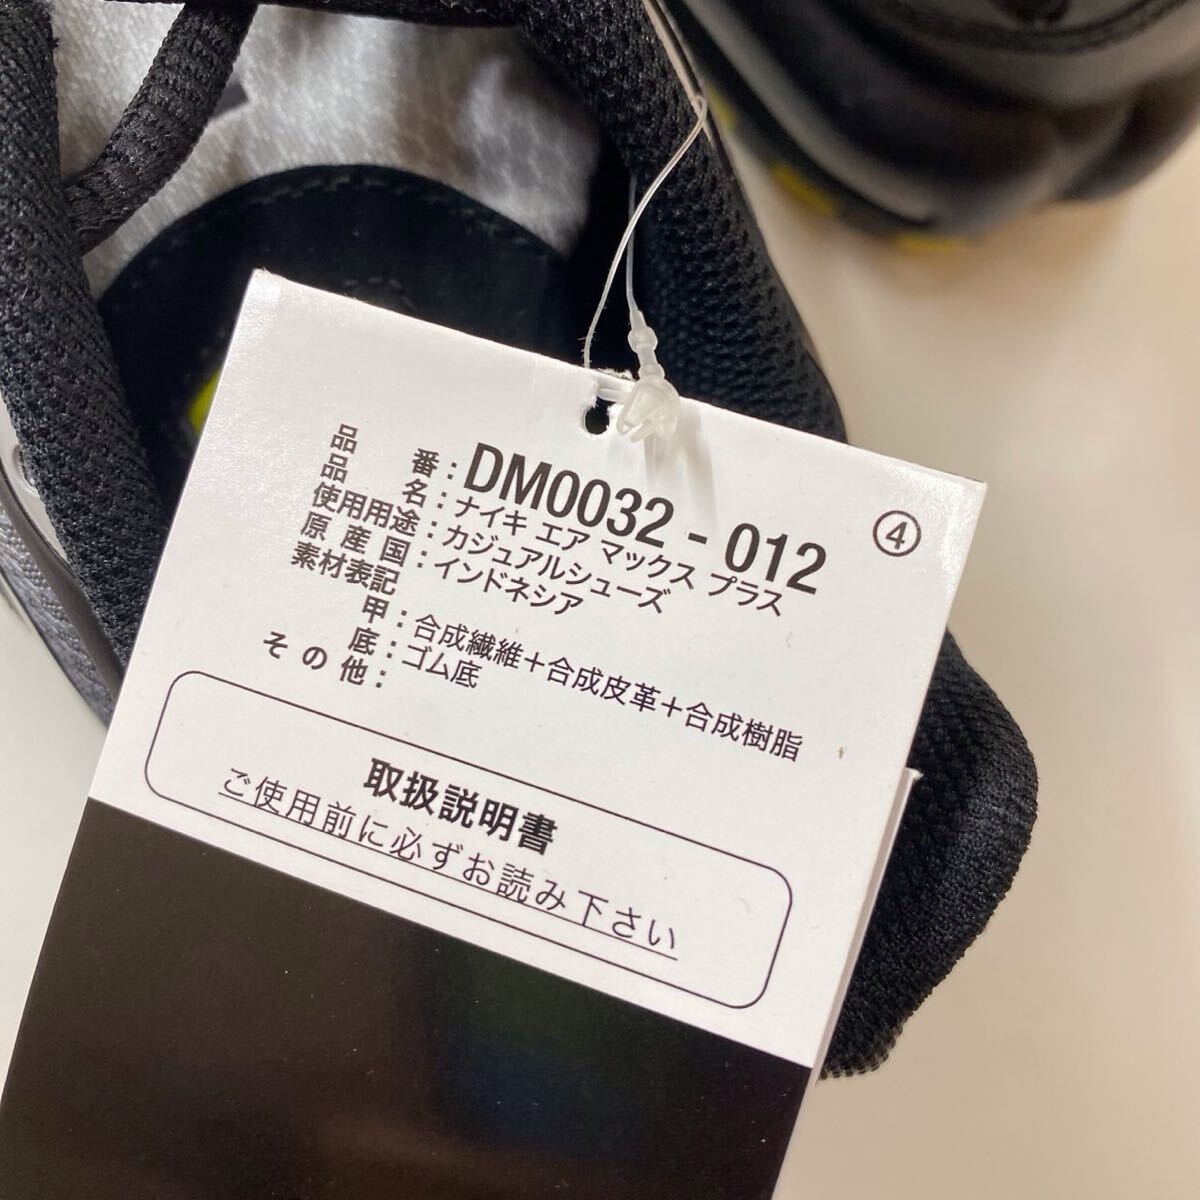 品番：DM0032-012
④
品名：ナイキ エア マックス プラス
使用用途：カジュアルシューズ
原産国：インドネシア
素材表記
甲：合成繊維＋合成皮革＋合成樹脂
底：ゴム底
その他：
取扱説明書
ご使用前に必ずお読み下さい